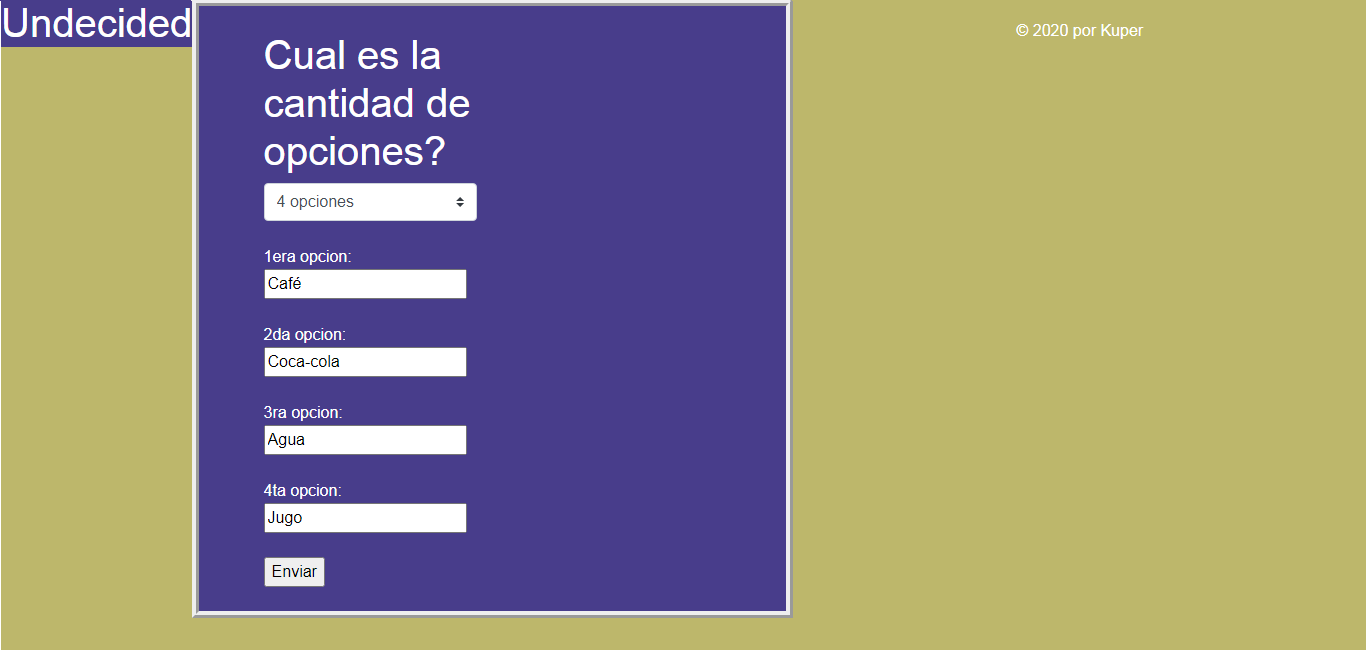 Undecided
Cual es la
cantidad de
opciones?
4 opciones
1era opcion:
Café
2da opcion:
Coca-cola
3ra opcion:
Agua
4ta opcion:
Jugo
Enviar
© 2020 por Kuper